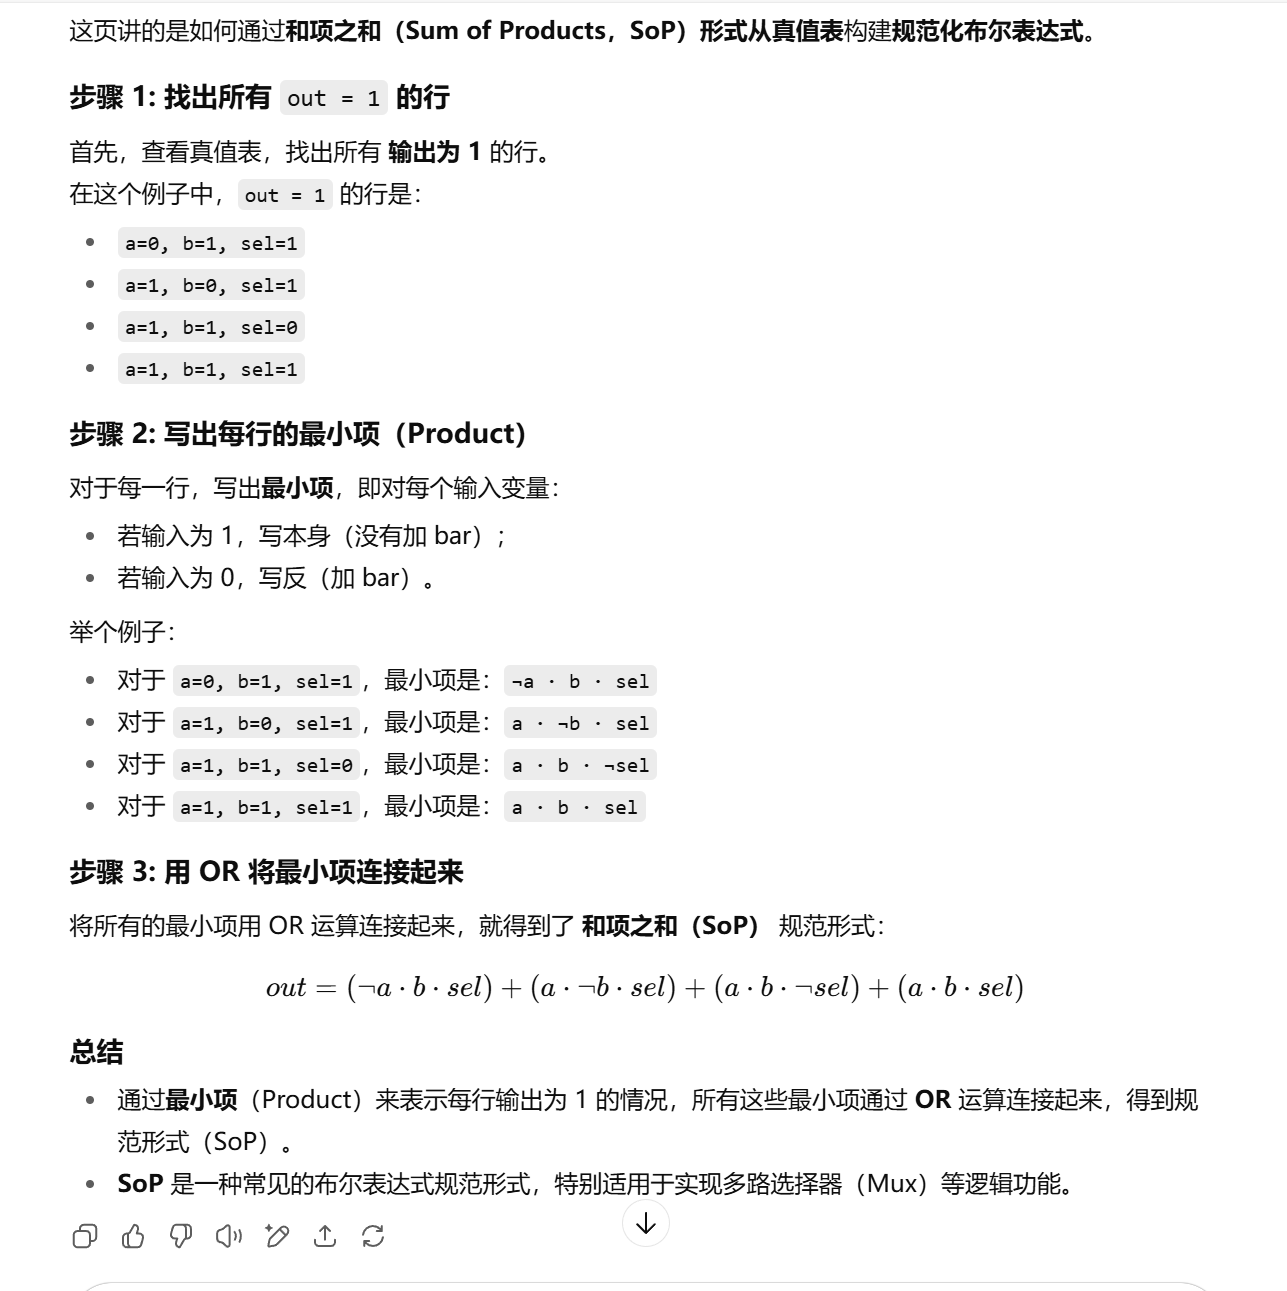 这页讲的是如何通过和项之和（Sum of Products，SoP）形式从真值表构建规范化布尔表达式。
步骤 1: 找出所有 out = 1 的行
首先，查看真值表，找出所有 输出为 1 的行。
在这个例子中， out = 1 的行是：
a=0, b=1, sel=1
a=1, b=0, sel=1
a=1, b=1, sel=0
a=1, b=1, sel=1
步骤 2: 写出每行的最小项（Product）
对于每一行，写出最小项，即对每个输入变量：
若输入为 1，写本身（没有加 bar）；
若输入为 0，写反（加 bar）。
举个例子：
对于 a=0, b=1, sel=1 ，最小项是： ¬a · b · sel
对于 a=1, b=0, sel=1 ，最小项是： a · ¬b · sel
对于 a=1, b=1, sel=0 ，最小项是： a · b · ¬sel
对于 a=1, b=1, sel=1 ，最小项是： a · b · sel
步骤 3: 用 OR 将最小项连接起来
将所有的最小项用 OR 运算连接起来，就得到了 和项之和（SoP） 规范形式：
out = (¬a · b · sel) + (a · ¬b · sel) + (a · b · ¬sel) + (a · b · sel)
总结
通过最小项（Product）来表示每行输出为 1 的情况，所有这些最小项通过 OR 运算连接起来，得到规
范形式（SoP）。
SoP 是一种常见的布尔表达式规范形式，特别适用于实现多路选择器（Mux）等逻辑功能。